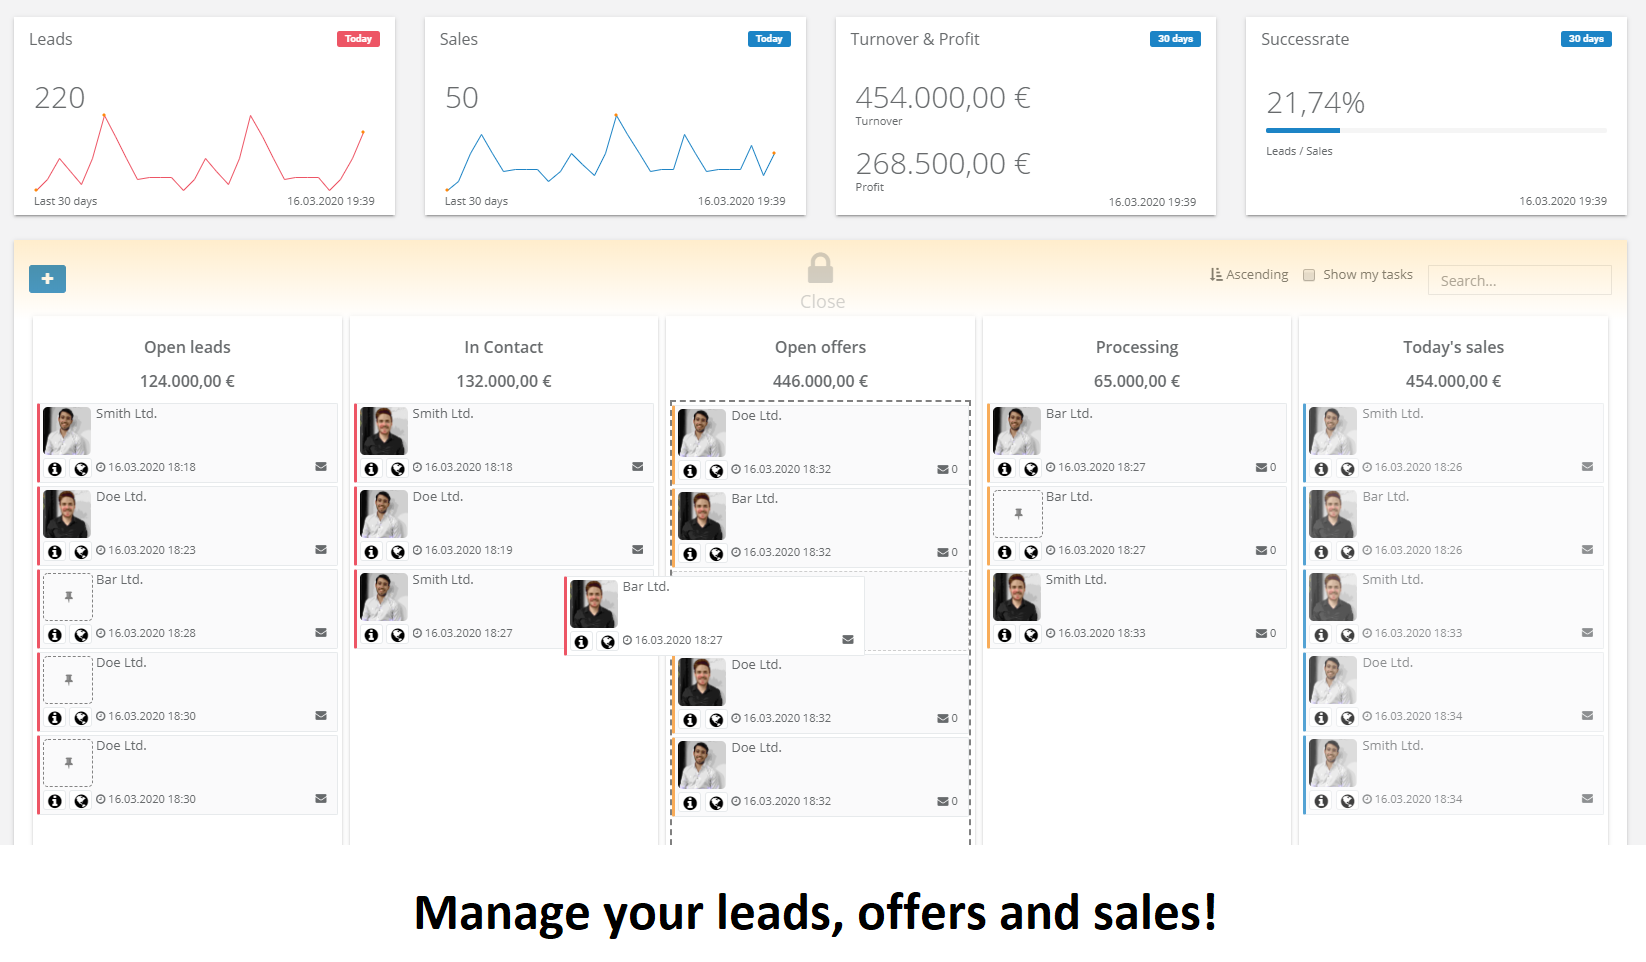 Leads
Today
220
Last 30 days
16.03.2020 19:39
Sales
Today
50
Last 30 days
16.03.2020 19:39
Turnover & Profit
30 days
454.000,00 €
Turnover
268.500,00 €
Profit
16.03.2020 19:39
Successrate
30 days
21,74%
Leads / Sales
16.03.2020 19:39
Close
Ascending
Show my tasks
Search...
Open leads
124.000,00 €
Smith Ltd.
16.03.2020 18:18
Doe Ltd.
16.03.2020 18:23
Bar Ltd.
16.03.2020 18:28
Doe Ltd.
16.03.2020 18:30
Doe Ltd.
16.03.2020 18:30
In Contact
132.000,00 €
Smith Ltd.
16.03.2020 18:18
Doe Ltd.
16.03.2020 18:19
Smith Ltd.
16.03.2020 18:27
Bar Ltd.
16.03.2020 18:27
Open offers
446.000,00 €
Doe Ltd.
16.03.2020 18:32 0
Bar Ltd.
16.03.2020 18:32 0
Doe Ltd.
16.03.2020 18:32 0
Doe Ltd.
16.03.2020 18:32 0
Processing
65.000,00 €
Bar Ltd.
16.03.2020 18:27 0
Bar Ltd.
16.03.2020 18:27 0
Smith Ltd.
16.03.2020 18:33 0
Today's sales
454.000,00 €
Smith Ltd.
16.03.2020 18:26
Bar Ltd.
16.03.2020 18:26
Smith Ltd.
16.03.2020 18:33
Doe Ltd.
16.03.2020 18:34
Smith Ltd.
16.03.2020 18:34
Manage your leads, offers and sales!